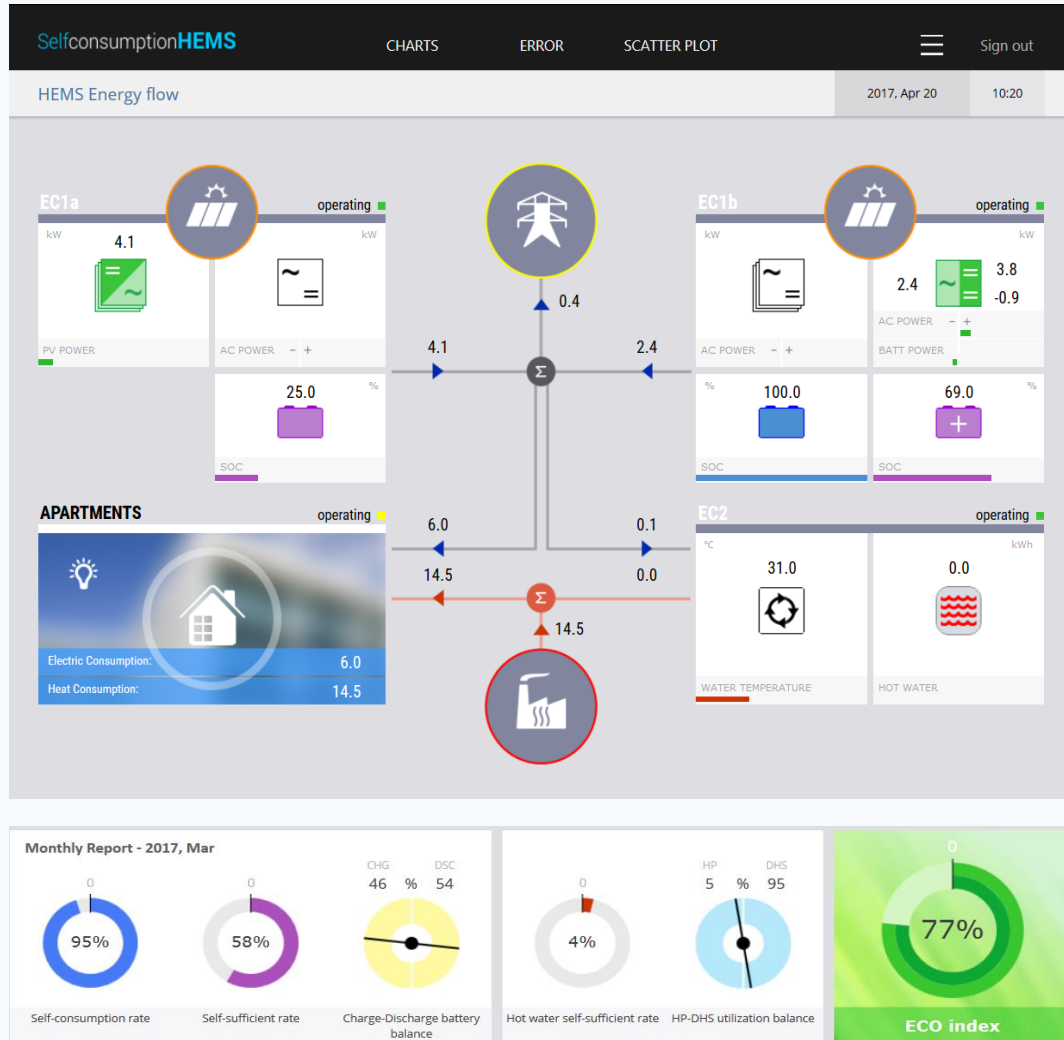 SelfconsumptionHEMS
CHARTS
ERROR
SCATTER PLOT
Sign out
HEMS Energy flow
2017, Apr 20
10:20
EC1a
operating
kW
4.1
kW
PV POWER
AC POWER - +
25.0
%
SOC
0.4
4.1
2.4
Σ
EC1b
operating
kW
kW
2.4
3.8
-0.9
AC POWER - +
AC POWER - +
BATT POWER
%
100.0
SOC
69.0
%
SOC
APARTMENTS
operating
Electric Consumption: 6.0
Heat Consumption: 14.5
6.0
0.1
14.5
0.0
Σ
14.5
EC2
operating
°C
31.0
WATER TEMPERATURE
kWh
0.0
HOT WATER
Monthly Report - 2017, Mar
0
95%
Self-consumption rate
0
58%
Self-sufficient rate
CHG DSC
46 % 54
Charge-Discharge battery
balance
0
4%
Hot water self-sufficient rate
HP DHS
5 % 95
HP-DHS utilization balance
0
77%
ECO index